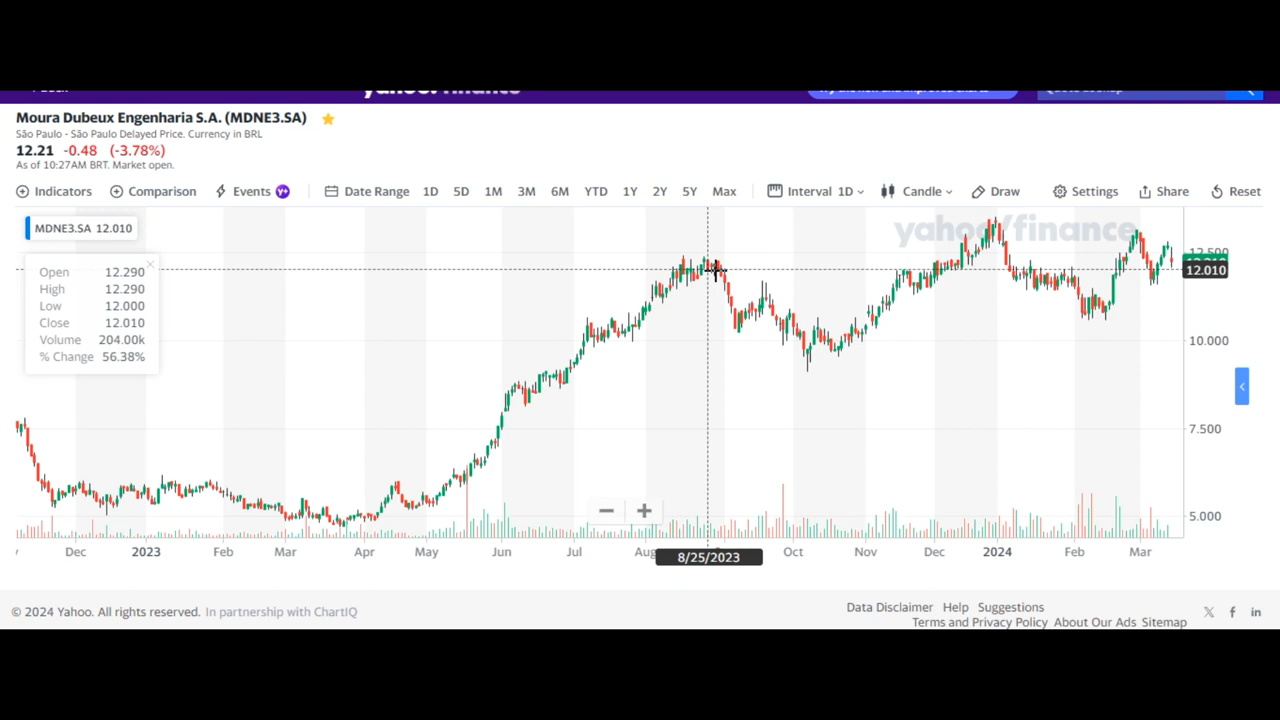 yahoo/finance
Moura Dubeux Engenharia S.A. (MDNE3.SA)
São Paulo - São Paulo Delayed Price. Currency in BRL
12.21 -0.48 (-3.78%)
As of 10:27AM BRT. Market open.
Indicators Comparison Events Y+ Date Range 1D 5D 1M 3M 6M YTD 1Y 2Y 5Y Max Interval 1D Candle Draw Settings Share Reset
MDNE3.SA 12.010
yahoo/finance
Open 12.290
High 12.290
Low 12.000
Close 12.010
Volume 204.00k
% Change 56.38%
12.500
12.010
10.000
7.500
5.000
Dec 2023 Feb Mar Apr May Jun Jul Aug Oct Nov Dec 2024 Feb Mar
8/25/2023
© 2024 Yahoo. All rights reserved. In partnership with ChartIQ
Data Disclaimer Help Suggestions
Terms and Privacy Policy About Our Ads Sitemap